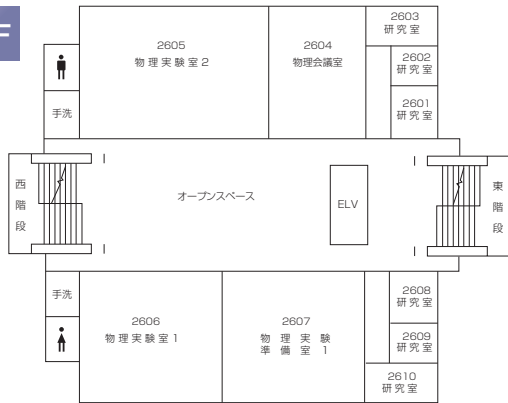 F
2605
物理実験室2
2604
物理会議室
2603
研究室
2602
研究室
2601
研究室
手洗
西
階
段
オープンスペース
ELV
東
階
段
手洗
2606
物理実験室1
2607
物理実験
準備室1
2608
研究室
2609
研究室
2610
研究室